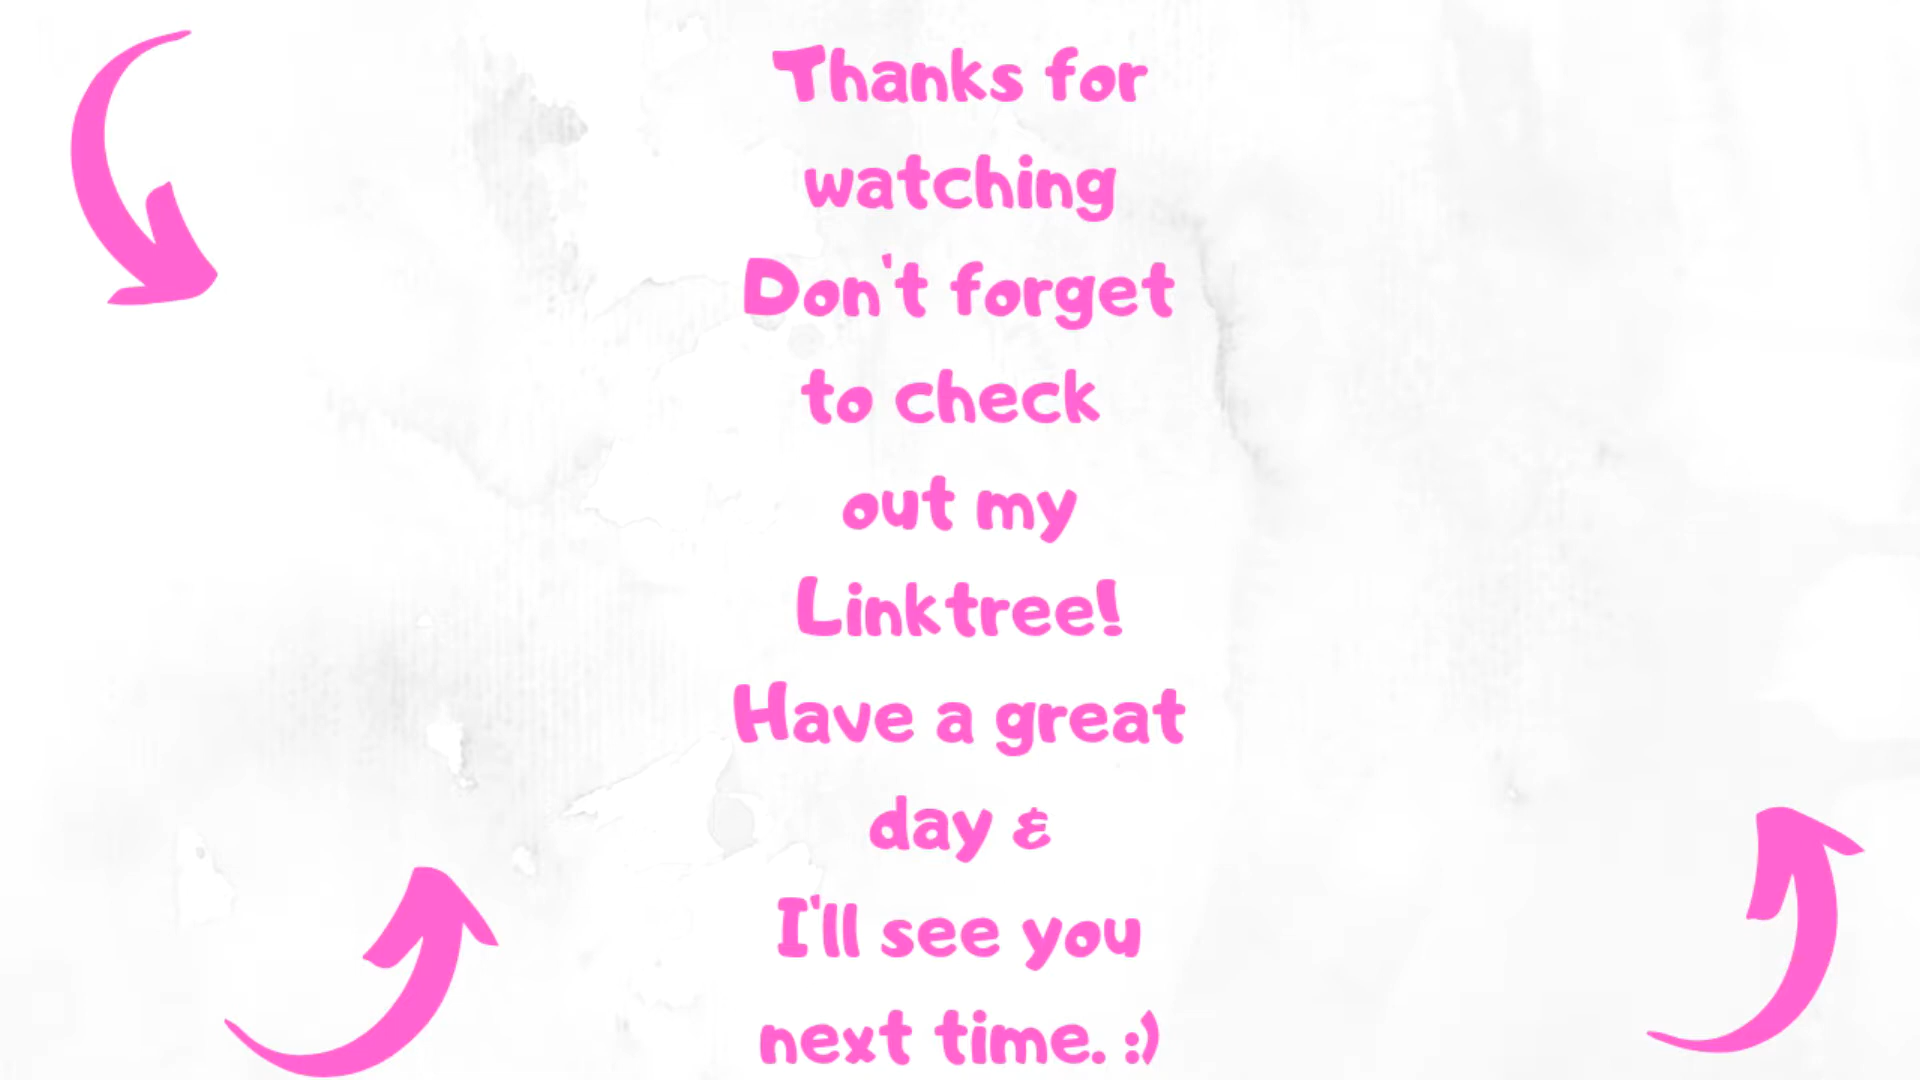 Thanks for
watching
Don't forget
to check
out my
Linktree!
Have a great
day &
I'll see you
next time. :)